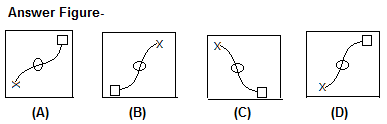 Answer Figure-
X X X X
(A) (B) (C) (D)